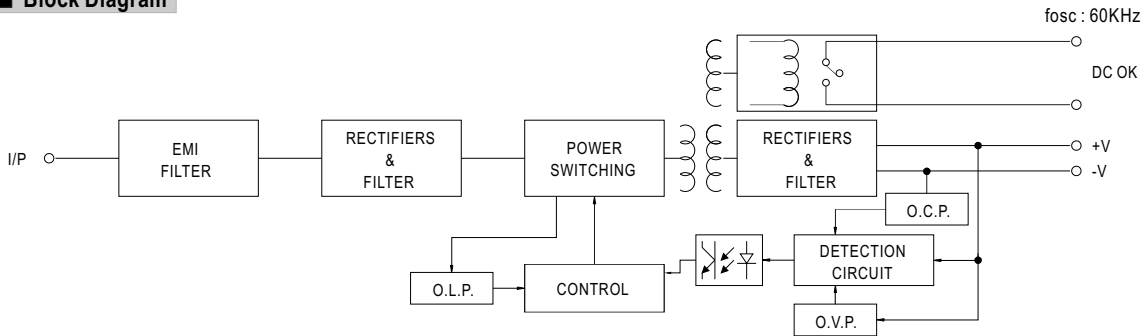 ■ Block Diagram
fosc : 60KHz
DC OK
I/P
EMI
FILTER
RECTIFIERS
&
FILTER
POWER
SWITCHING
RECTIFIERS
&
FILTER
+V
-V
O.C.P.
DETECTION
CIRCUIT
O.L.P.
CONTROL
O.V.P.